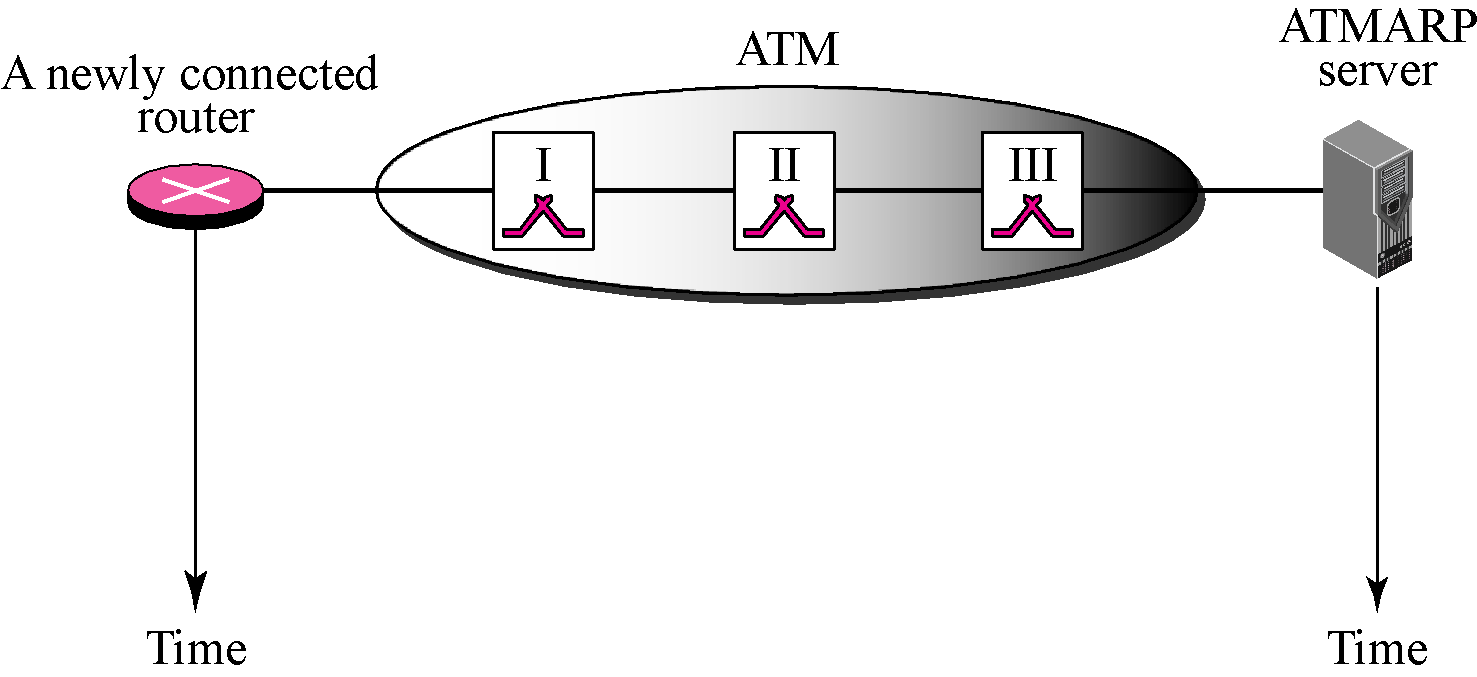 A newly connected
router
ATM
ATMARP
server
I
II
III
Time
Time